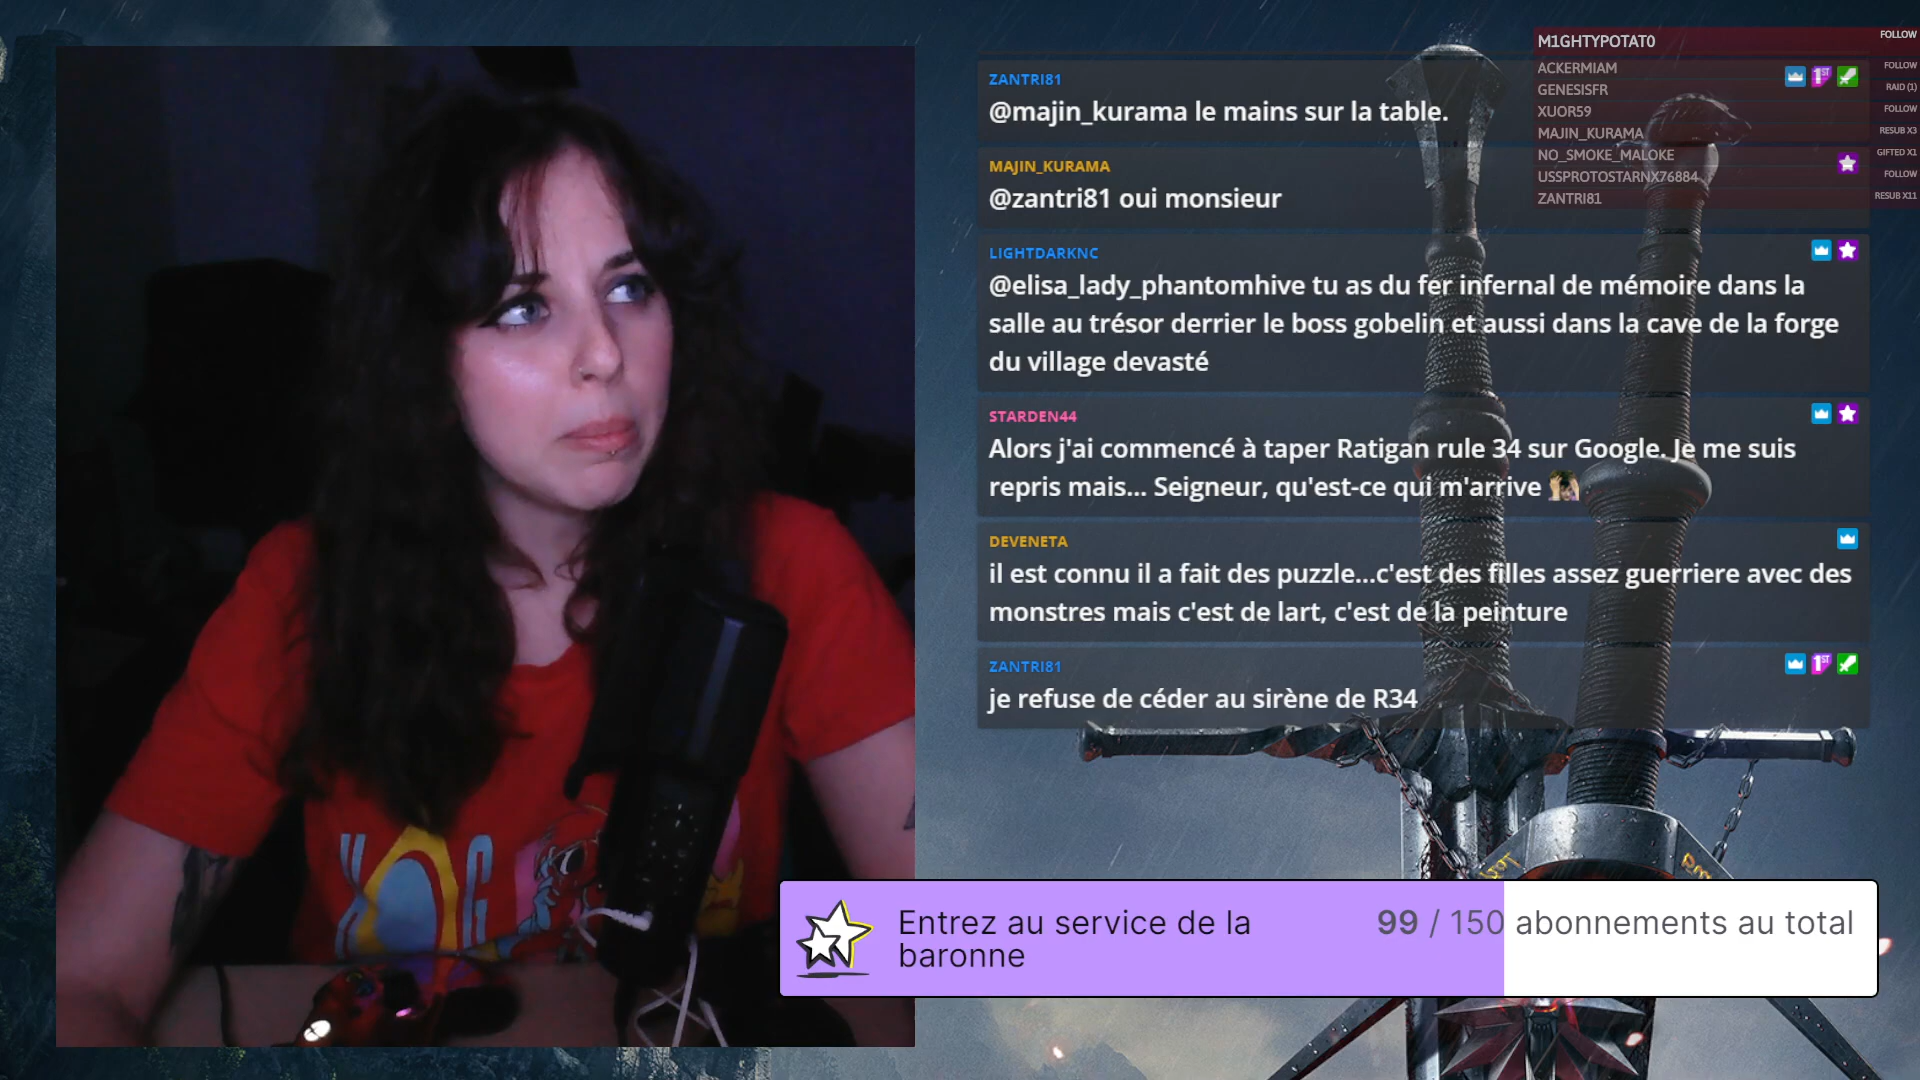 ZANTRI81
@majin_kurama le mains sur la table.
MAJIN_KURAMA
@zantri81 oui monsieur
LIGHTDARKNC
@elisa_lady_phantomhive tu as du fer infernal de mémoire dans la
salle au trésor derrier le boss gobelin et aussi dans la cave de la forge
du village devasté
STARDEN44
Alors j'ai commencé à taper Ratigan rule 34 sur Google. Je me suis
repris mais... Seigneur, qu'est-ce qui m'arrive
DEVENETA
il est connu il a fait des puzzle...c'est des filles assez guerriere avec des
monstres mais c'est de lart, c'est de la peinture
ZANTRI81
je refuse de céder au sirène de R34
M1GHTYPOTAT0 FOLLOW
ACKERMIAM FOLLOW
GENESISFR RAID (1)
XUOR59 FOLLOW
MAJIN_KURAMA RESUB X3
NO_SMOKE_MALOKE GIFTED X1
USSPROTOSTARNX76884 FOLLOW
ZANTRI81 RESUB X11
1ST
1ST
Entrez au service de la
baronne
99 / 150 abonnements au total